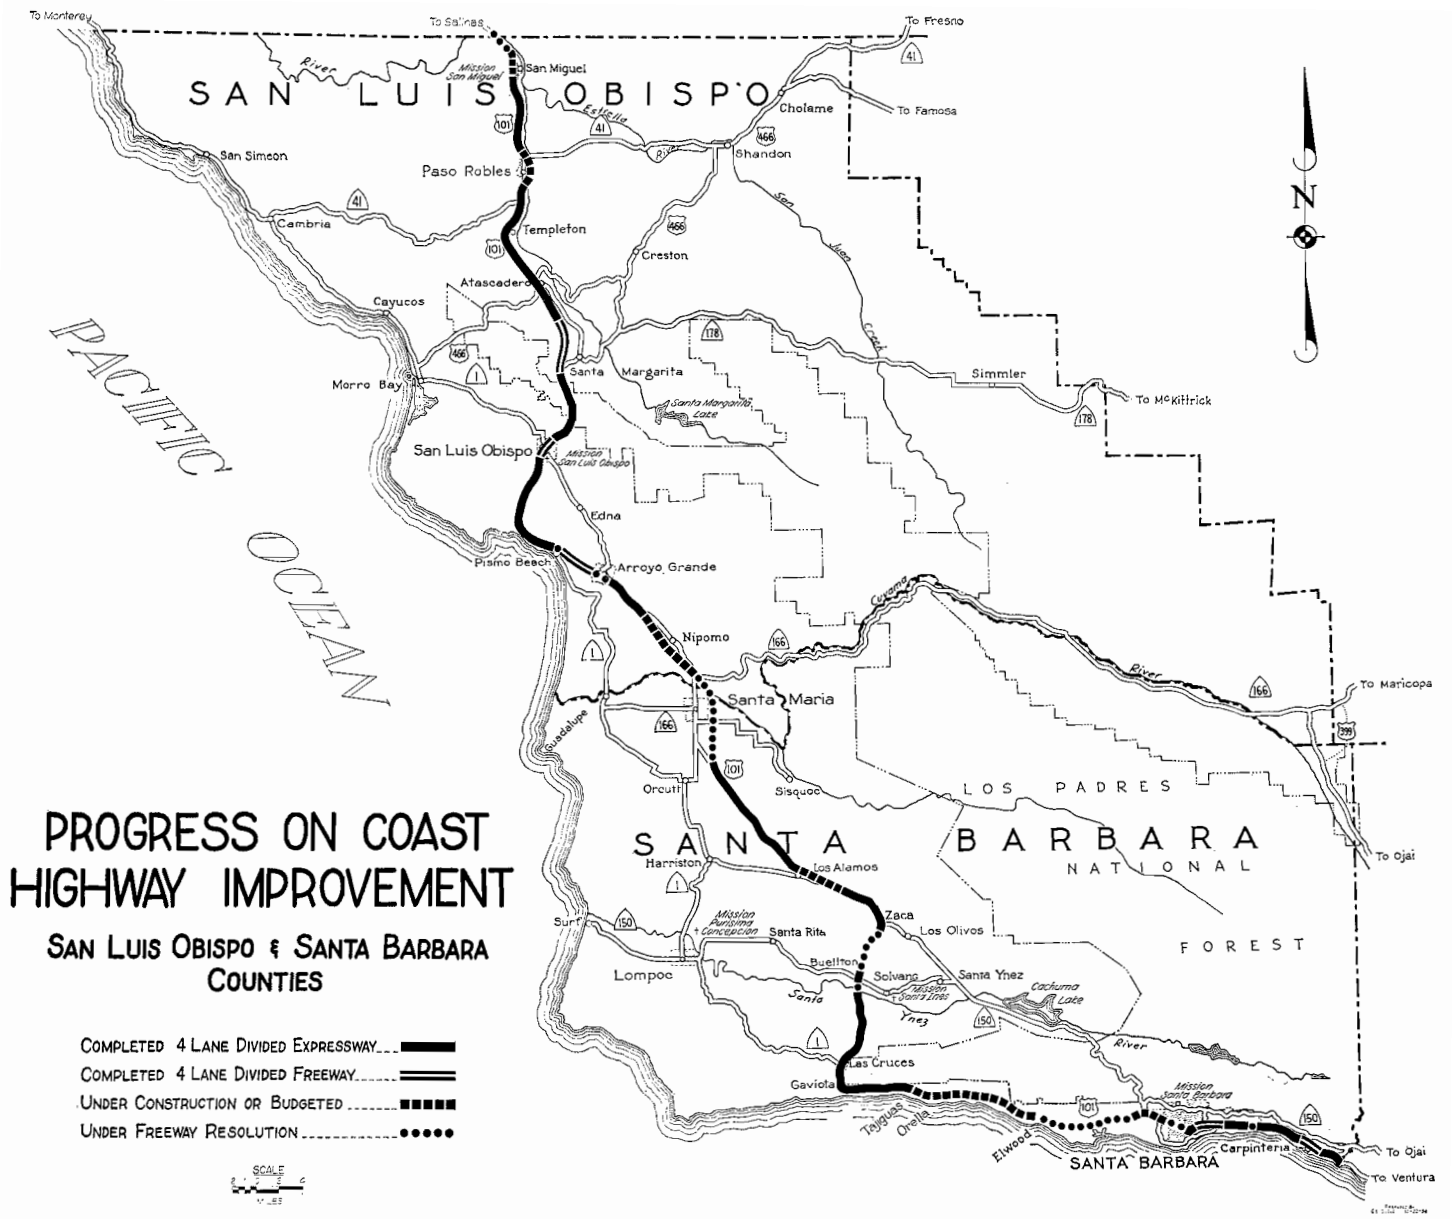 To Monterey
To Salinas
To Fresno
41
River
Mission
San Miguel
San Miguel
SAN LUIS OBISPO
Cholame
To Famosa
Estrella
River
101
41
466
Shandon
San Simeon
Paso Robles
41
Cambria
Templeton
101
466
Creston
San
Juan
Creek
N
Atascadero
Cayucos
466
1
178
Morro Bay
Santa Margarita
Simmler
To McKittrick
178
Santa Margarita
Lake
PACIFIC
OCEAN
San Luis Obispo
Mission
San Luis Obispo
Edna
Pismo Beach
Arroyo Grande
Cuyama
River
Nipomo
166
1
166
To Maricopa
399
Santa Maria
166
Guadalupe
101
Orcutt
Sisquoc
LOS PADRES
SANTA BARBARA
NATIONAL
FOREST
To Ojai
Harriston
Los Alamos
1
PROGRESS ON COAST
HIGHWAY IMPROVEMENT
SAN LUIS OBISPO & SANTA BARBARA
COUNTIES
Surf
150
Mission
Purisima
Concepcion
Santa Rita
Zaca
Los Olivos
Lompoc
Buellton
Solvang
Santa Ynez
Mission
Santa Ines
Cachuma
Lake
Santa
Ynez
River
150
1
Las Cruces
Gaviota
Tajiguas
Orella
Elwood
101
Mission
Santa Barbara
150
Carpinteria
SANTA BARBARA
To Ojai
To Ventura
COMPLETED 4 LANE DIVIDED EXPRESSWAY
COMPLETED 4 LANE DIVIDED FREEWAY
UNDER CONSTRUCTION OR BUDGETED
UNDER FREEWAY RESOLUTION
SCALE
MILES